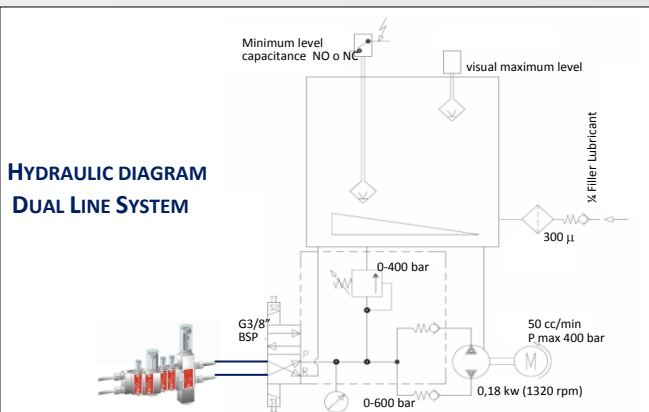 Minimum level
capacitance NO o NC
visual maximum level
HYDRAULIC DIAGRAM
DUAL LINE SYSTEM
¼ Filler Lubricant
300 µ
0-400 bar
G3/8"
BSP
P
R
50 cc/min
P max 400 bar
M
0,18 kw (1320 rpm)
0-600 bar